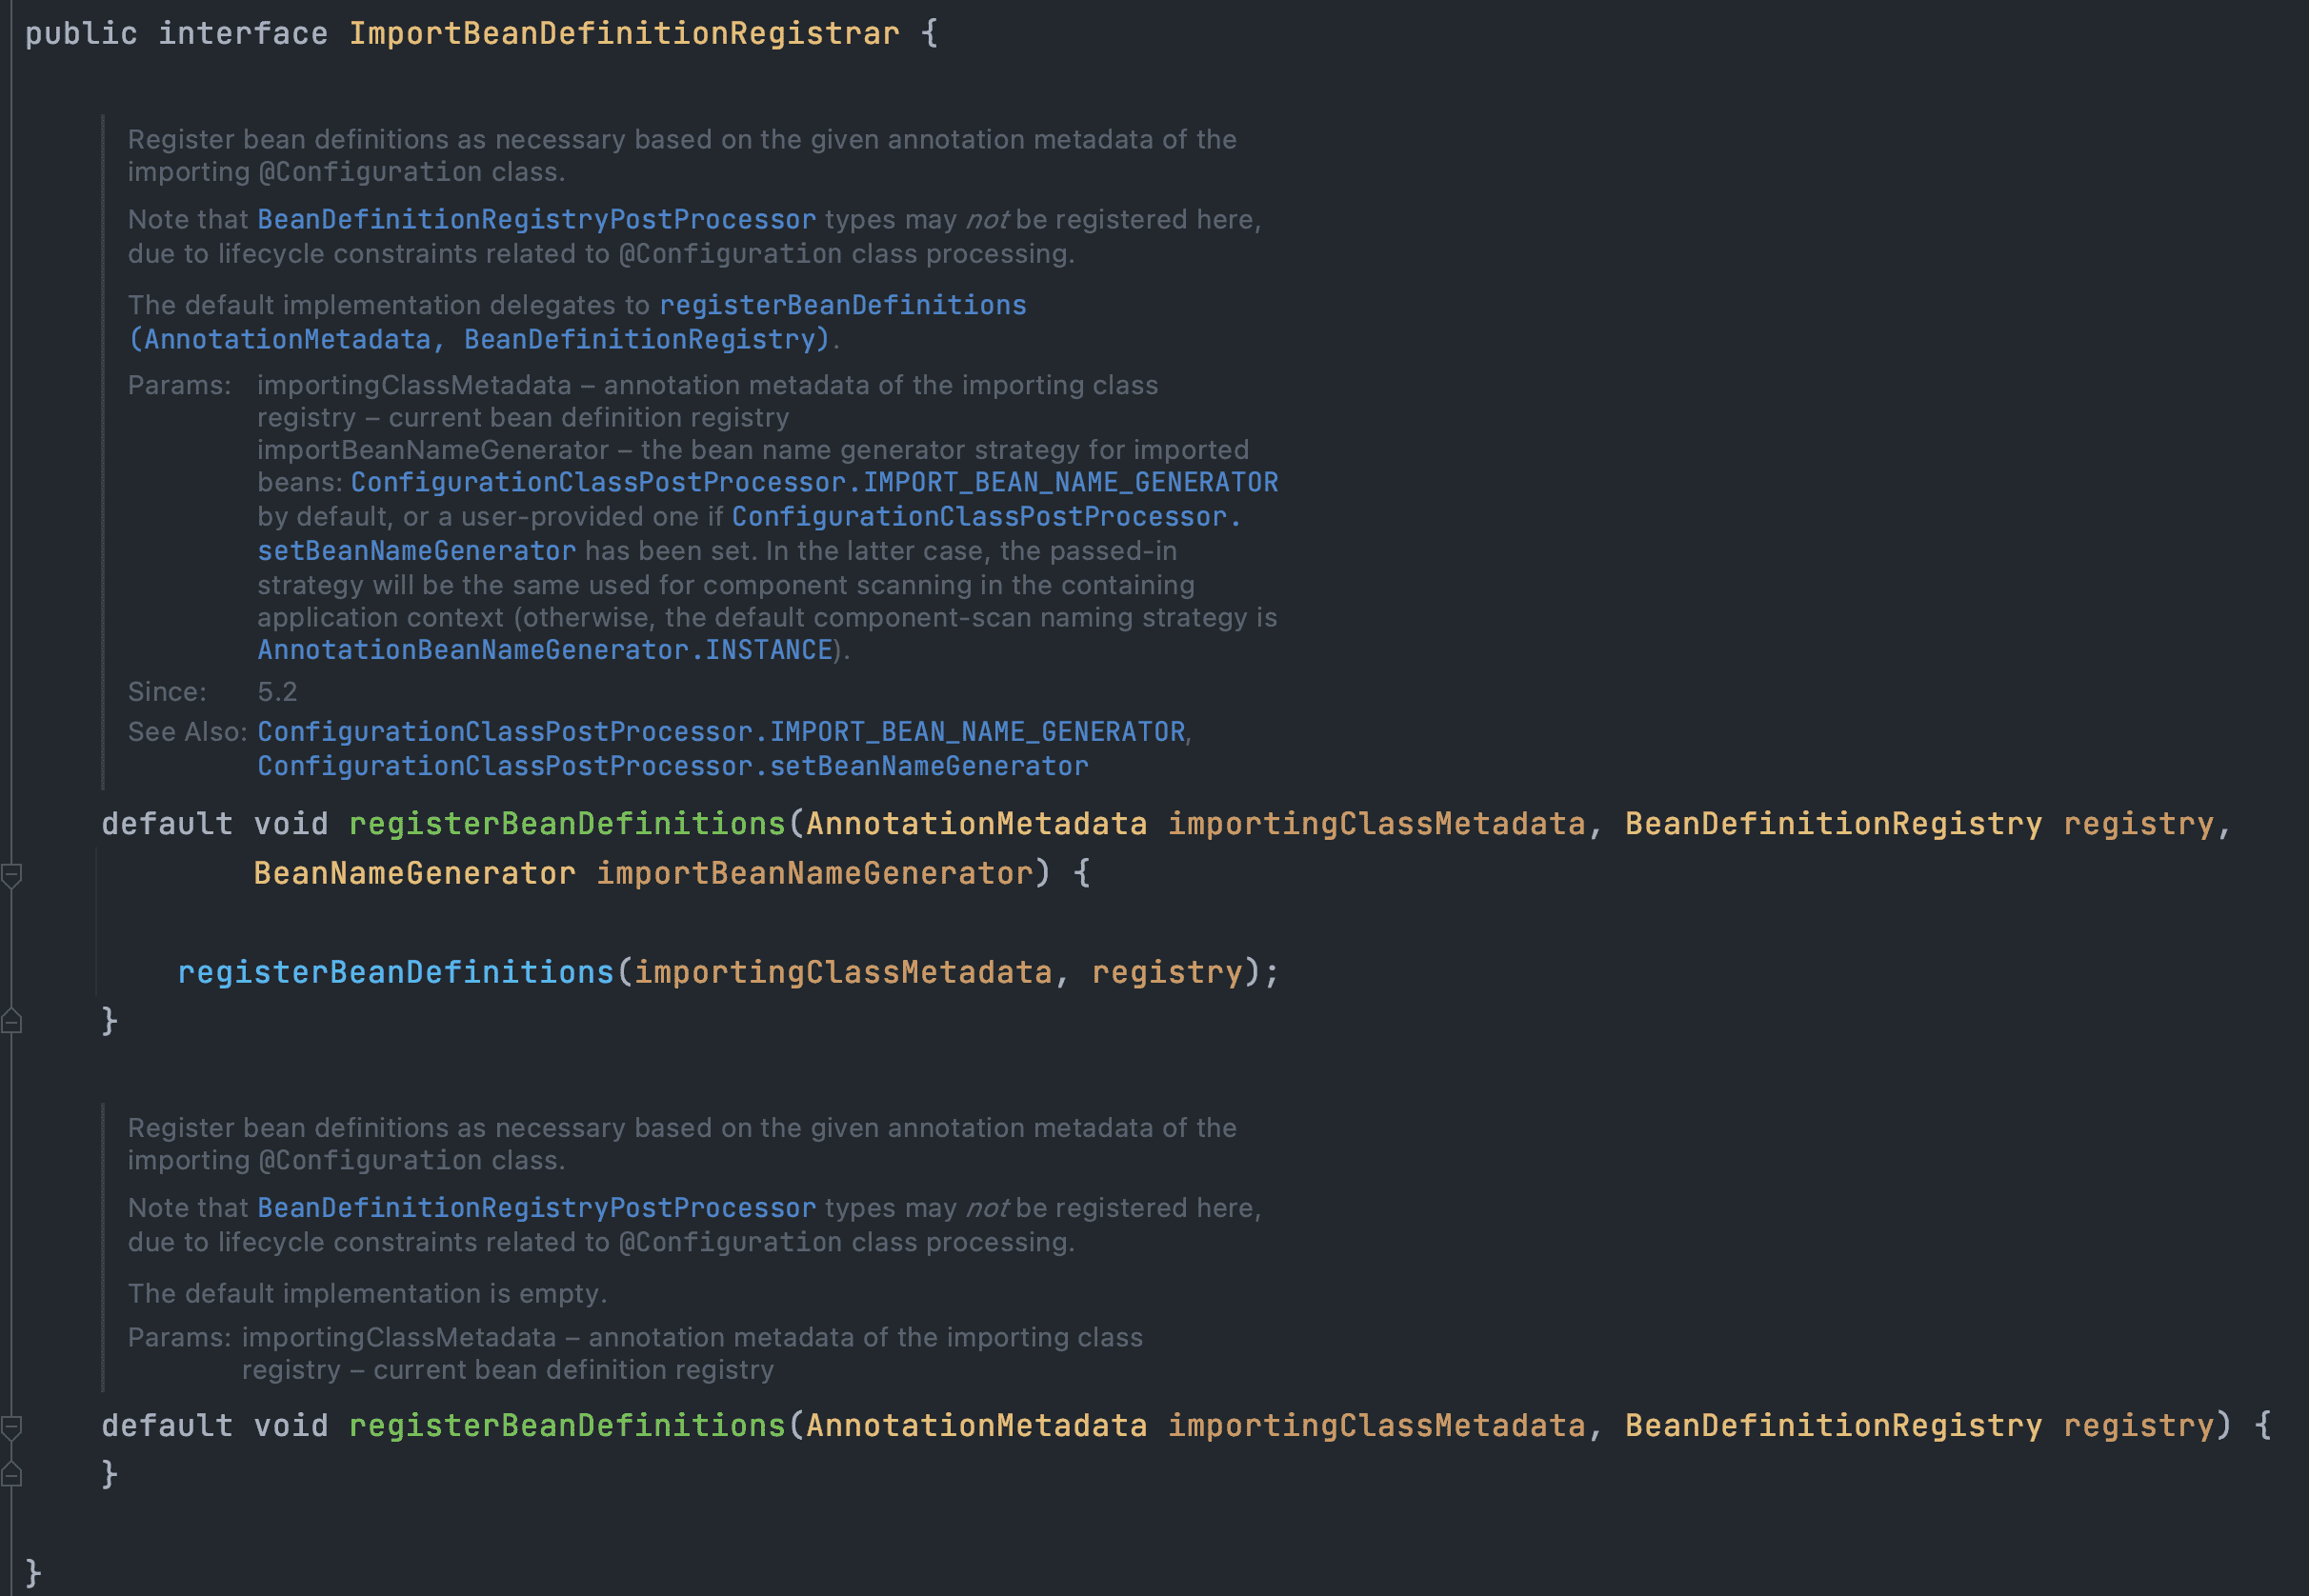 public interface ImportBeanDefinitionRegistrar {
Register bean definitions as necessary based on the given annotation metadata of the
importing @Configuration class.
Note that BeanDefinitionRegistryPostProcessor types may not be registered here,
due to lifecycle constraints related to @Configuration class processing.
The default implementation delegates to registerBeanDefinitions
(AnnotationMetadata, BeanDefinitionRegistry).
Params: importingClassMetadata – annotation metadata of the importing class
registry – current bean definition registry
importBeanNameGenerator – the bean name generator strategy for imported
beans: ConfigurationClassPostProcessor.IMPORT_BEAN_NAME_GENERATOR
by default, or a user-provided one if ConfigurationClassPostProcessor.
setBeanNameGenerator has been set. In the latter case, the passed-in
strategy will be the same used for component scanning in the containing
application context (otherwise, the default component-scan naming strategy is
AnnotationBeanNameGenerator.INSTANCE).
Since: 5.2
See Also: ConfigurationClassPostProcessor.IMPORT_BEAN_NAME_GENERATOR,
ConfigurationClassPostProcessor.setBeanNameGenerator
default void registerBeanDefinitions(AnnotationMetadata importingClassMetadata, BeanDefinitionRegistry registry,
BeanNameGenerator importBeanNameGenerator) {
registerBeanDefinitions(importingClassMetadata, registry);
}
Register bean definitions as necessary based on the given annotation metadata of the
importing @Configuration class.
Note that BeanDefinitionRegistryPostProcessor types may not be registered here,
due to lifecycle constraints related to @Configuration class processing.
The default implementation is empty.
Params: importingClassMetadata – annotation metadata of the importing class
registry – current bean definition registry
default void registerBeanDefinitions(AnnotationMetadata importingClassMetadata, BeanDefinitionRegistry registry) {
}
}